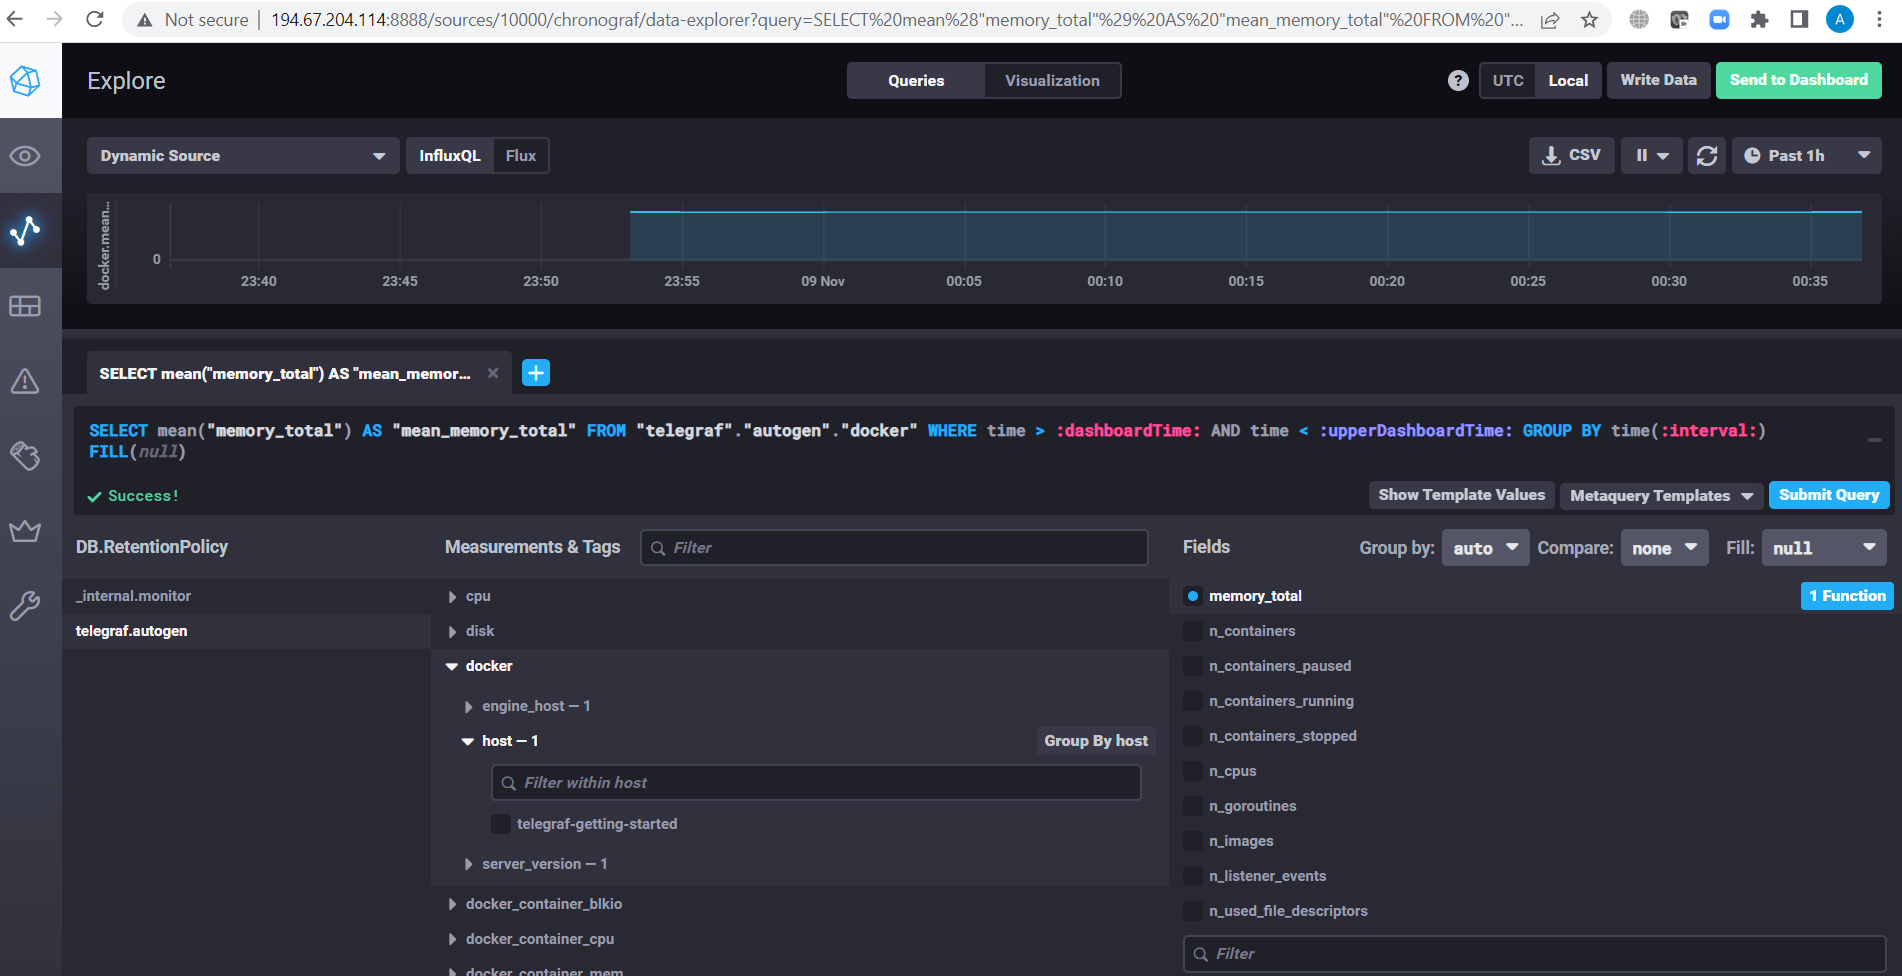 Not secure | 194.67.204.114:8888/sources/10000/chronograf/data-explorer?query=SELECT%20mean%28"memory_total"%29%20AS%20"mean_memory_total"%20FROM%20"...
A
Explore
Queries
Visualization
?
UTC
Local
Write Data
Send to Dashboard
Dynamic Source
InfluxQL
Flux
CSV
Past 1h
docker.mean...
0
23:40 23:45 23:50 23:55 09 Nov 00:05 00:10 00:15 00:20 00:25 00:30 00:35
SELECT mean("memory_total") AS "mean_memor...
SELECT mean("memory_total") AS "mean_memory_total" FROM "telegraf"."autogen"."docker" WHERE time > :dashboardTime: AND time < :upperDashboardTime: GROUP BY time(:interval:)
FILL(null)
Success!
Show Template Values
Metaquery Templates
Submit Query
DB.RetentionPolicy
_internal.monitor
telegraf.autogen
Measurements & Tags
Filter
cpu
disk
docker
engine_host — 1
host — 1
Group By host
Filter within host
telegraf-getting-started
server_version — 1
docker_container_blkio
docker_container_cpu
docker_container_mem
Fields
Group by: auto
Compare: none
Fill: null
memory_total
1 Function
n_containers
n_containers_paused
n_containers_running
n_containers_stopped
n_cpus
n_goroutines
n_images
n_listener_events
n_used_file_descriptors
Filter